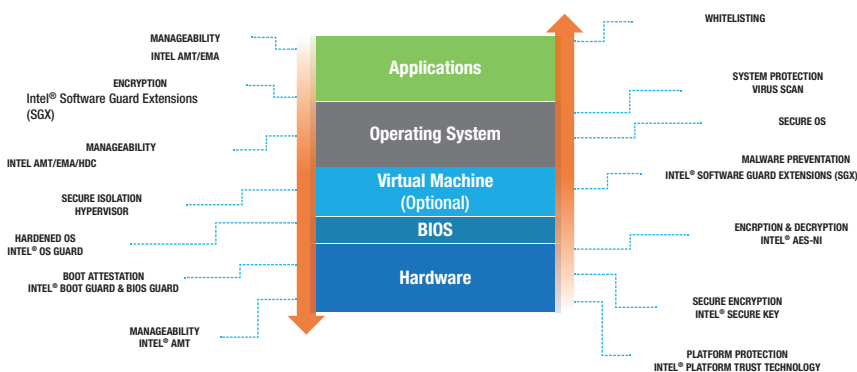 MANAGEABILITY
INTEL AMT/EMA
ENCRYPTION
Intel® Software Guard Extensions
(SGX)
MANAGEABILITY
INTEL AMT/EMA/HDC
SECURE ISOLATION
HYPERVISOR
HARDENED OS
INTEL® OS GUARD
BOOT ATTESTATION
INTEL® BOOT GUARD & BIOS GUARD
MANAGEABILITY
INTEL® AMT
Applications
Operating System
Virtual Machine
(Optional)
BIOS
Hardware
WHITELISTING
SYSTEM PROTECTION
VIRUS SCAN
SECURE OS
MALWARE PREVENTATION
INTEL® SOFTWARE GUARD EXTENSIONS (SGX)
ENCRPTION & DECRYPTION
INTEL® AES-NI
SECURE ENCRYPTION
INTEL® SECURE KEY
PLATFORM PROTECTION
INTEL® PLATFORM TRUST TECHNOLOGY